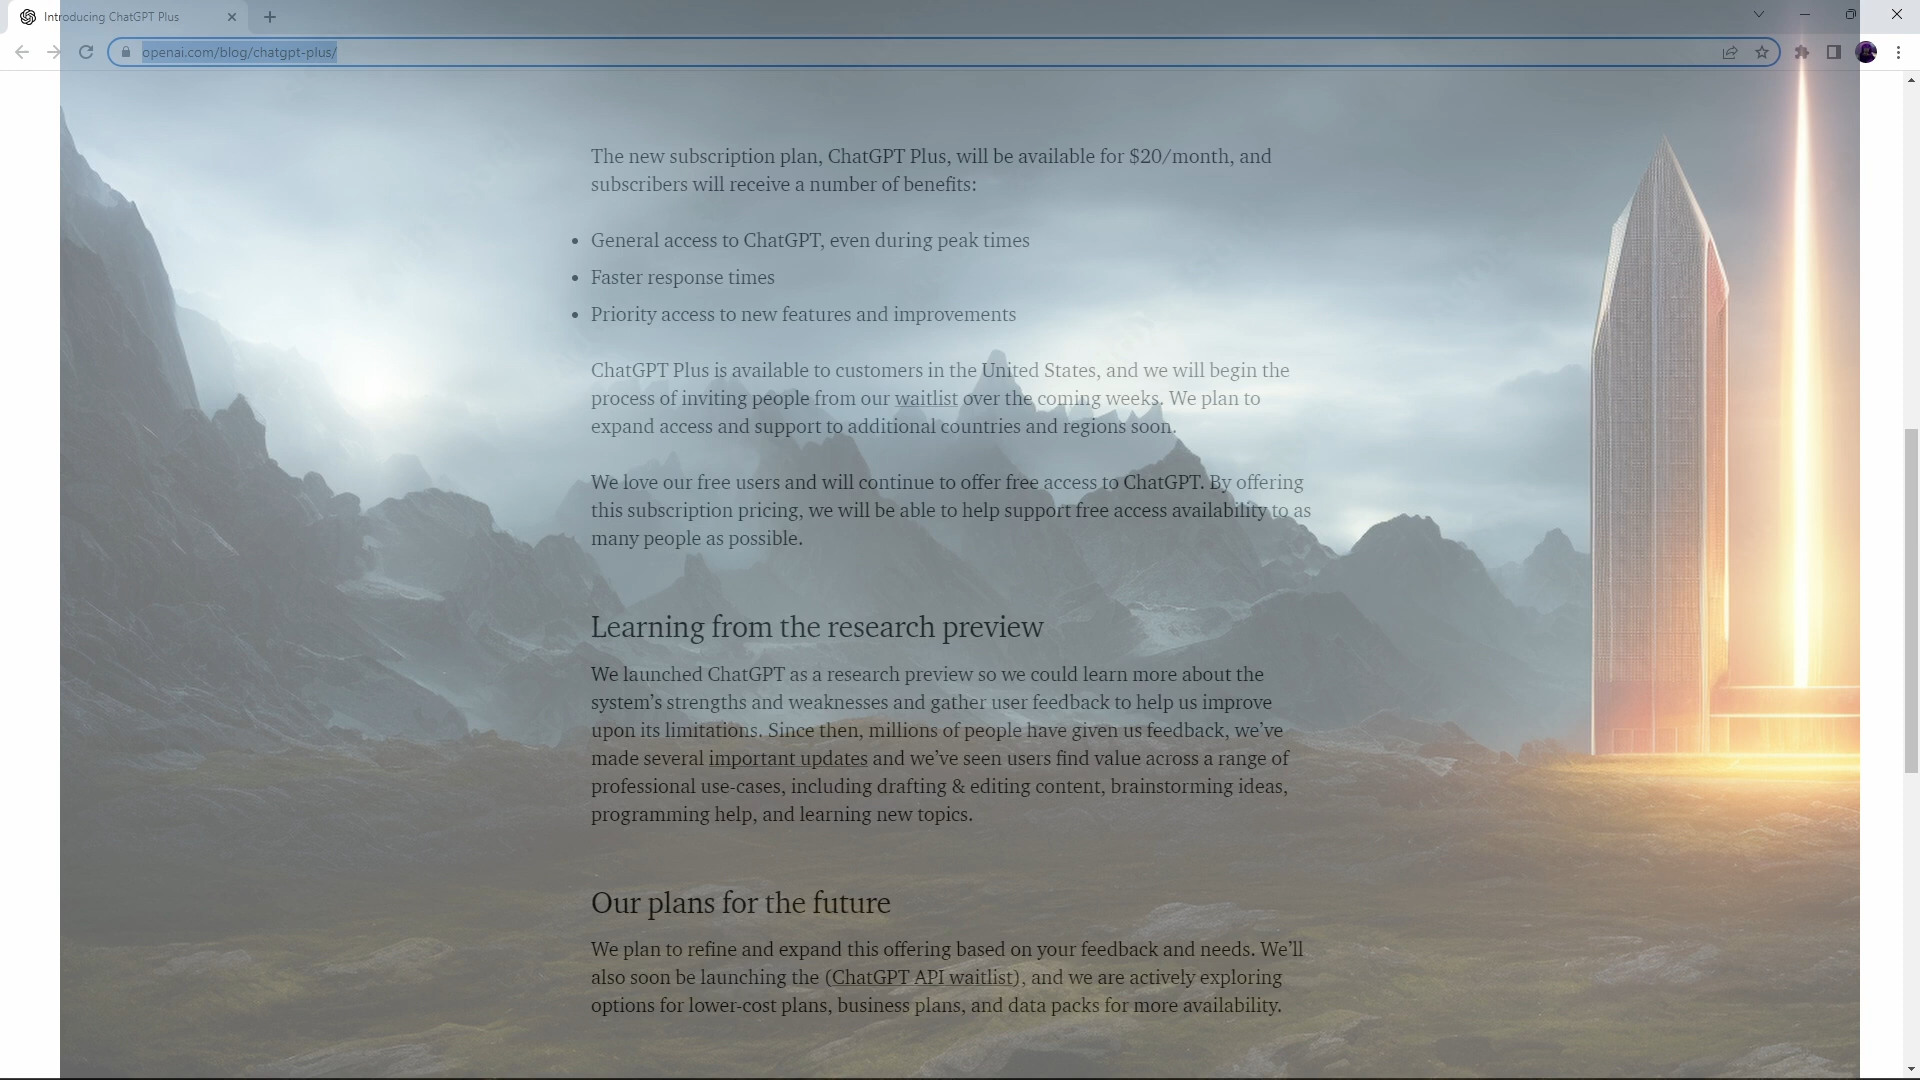 Introducing ChatGPT Plus
openai.com/blog/chatgpt-plus/
The new subscription plan, ChatGPT Plus, will be available for $20/month, and
subscribers will receive a number of benefits:
• General access to ChatGPT, even during peak times
• Faster response times
• Priority access to new features and improvements
ChatGPT Plus is available to customers in the United States, and we will begin the
process of inviting people from our waitlist over the coming weeks. We plan to
expand access and support to additional countries and regions soon.
We love our free users and will continue to offer free access to ChatGPT. By offering
this subscription pricing, we will be able to help support free access availability to as
many people as possible.
Learning from the research preview
We launched ChatGPT as a research preview so we could learn more about the
system’s strengths and weaknesses and gather user feedback to help us improve
upon its limitations. Since then, millions of people have given us feedback, we’ve
made several important updates and we’ve seen users find value across a range of
professional use-cases, including drafting & editing content, brainstorming ideas,
programming help, and learning new topics.
Our plans for the future
We plan to refine and expand this offering based on your feedback and needs. We’ll
also soon be launching the (ChatGPT API waitlist), and we are actively exploring
options for lower-cost plans, business plans, and data packs for more availability.